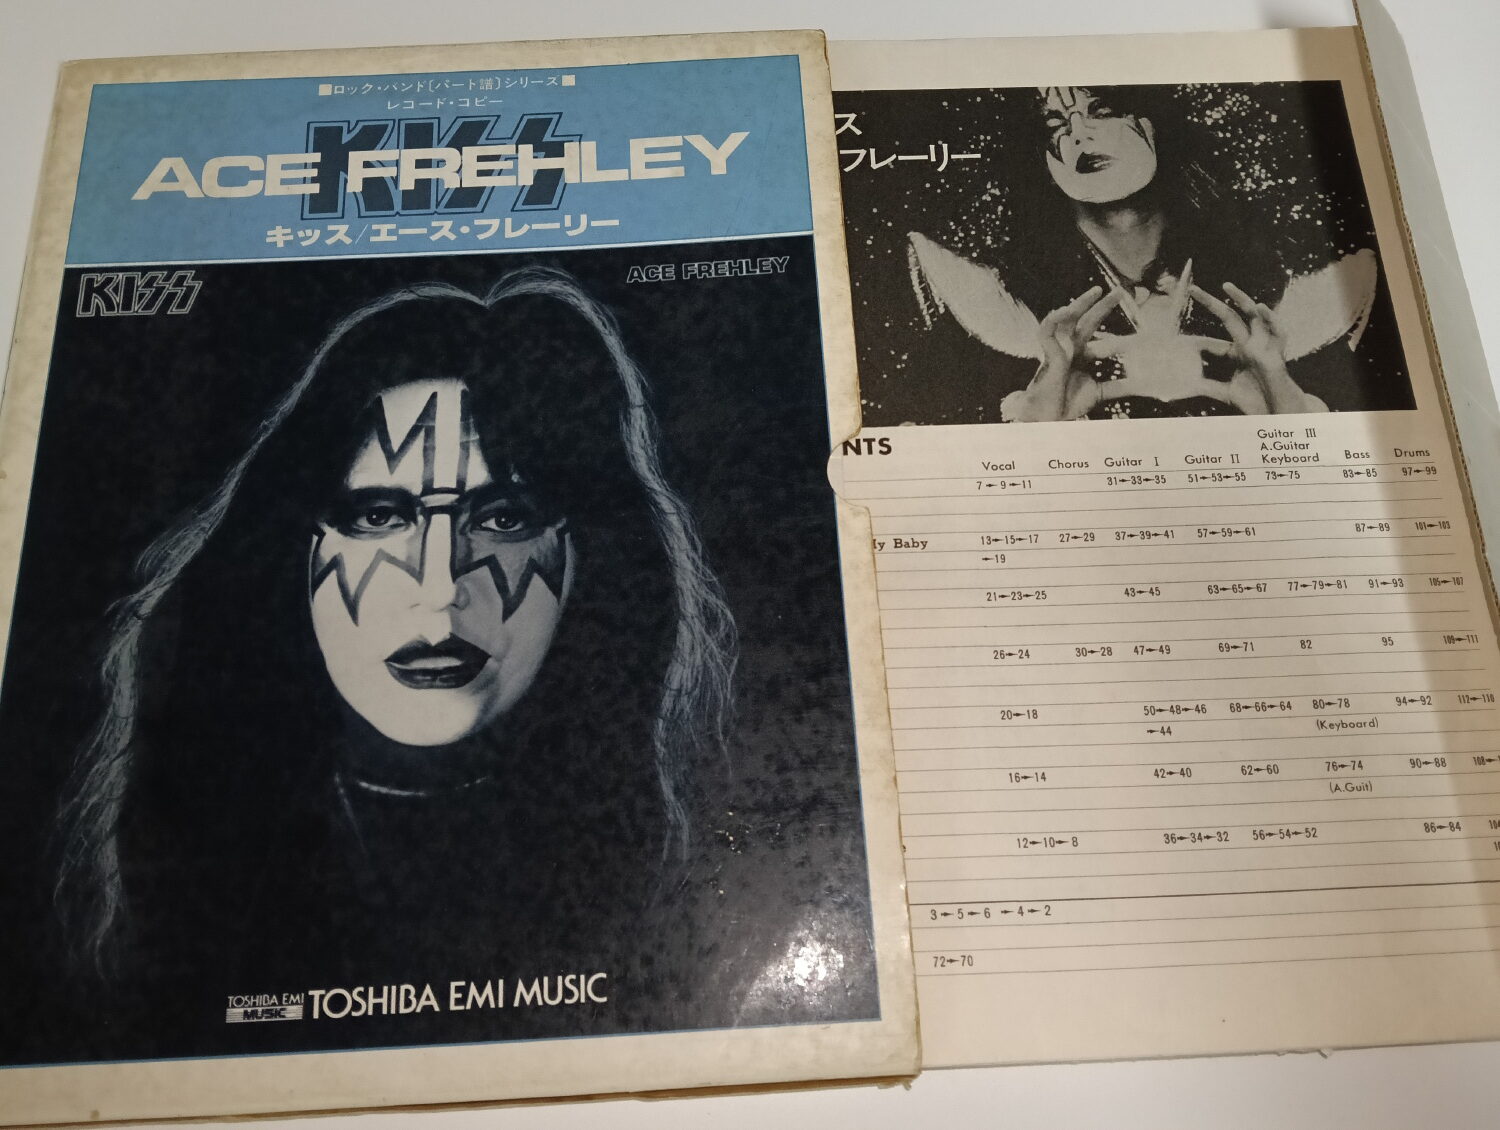 ■ロック・バンド〔パート譜〕シリーズ■
レコード・コピー
KISS
ACE FREHLEY
キッス/エース・フレーリー
KISS
ACE FREHLEY
TOSHIBA EMI
MUSIC
TOSHIBA EMI MUSIC
ス
フレーリー
NTS
Vocal Chorus Guitar I Guitar II Guitar III A.Guitar Keyboard Bass Drums
7→9→11 31→33→35 51→53→55 73→75 83→85 97→99
My Baby 13→15→17 27→29 37→39→41 57→59→61 87→89 101→103
→19
21→23→25 43→45 63→65→67 77→79→81 91→93 105→107
26→24 30→28 47→49 69→71 82 95 109→111
20→18 50→48→46 68→66→64 80→78 94→92 112→110
→44 (Keyboard)
16→14 42→40 62→60 76→74 90→88 108→
(A.Guit)
e 12→10→8 36→34→32 56→54→52 86→84
3→5→6→4→2
72→70